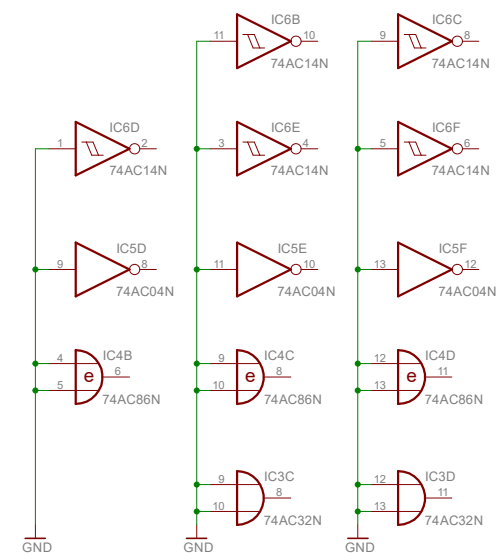 IC6B
11
10
74AC14N
IC6C
9
8
74AC14N
IC6D
1
2
74AC14N
IC6E
3
4
74AC14N
IC6F
5
6
74AC14N
IC5D
9
8
74AC04N
IC5E
11
10
74AC04N
IC5F
13
12
74AC04N
IC4B
4
e
6
5
74AC86N
IC4C
9
e
8
10
74AC86N
IC4D
12
e
11
13
74AC86N
IC3C
9
8
10
74AC32N
IC3D
12
11
13
74AC32N
GND
GND
GND